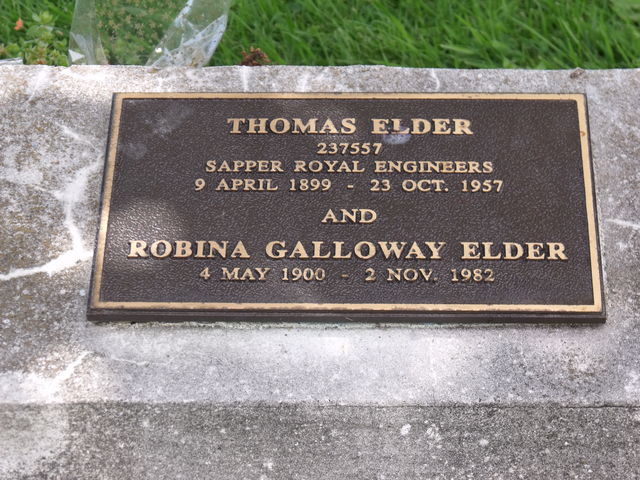 THOMAS ELDER
237557
SAPPER ROYAL ENGINEERS
9 APRIL 1899 - 23 OCT. 1957
AND
ROBINA GALLOWAY ELDER
4 MAY 1900 - 2 NOV. 1982